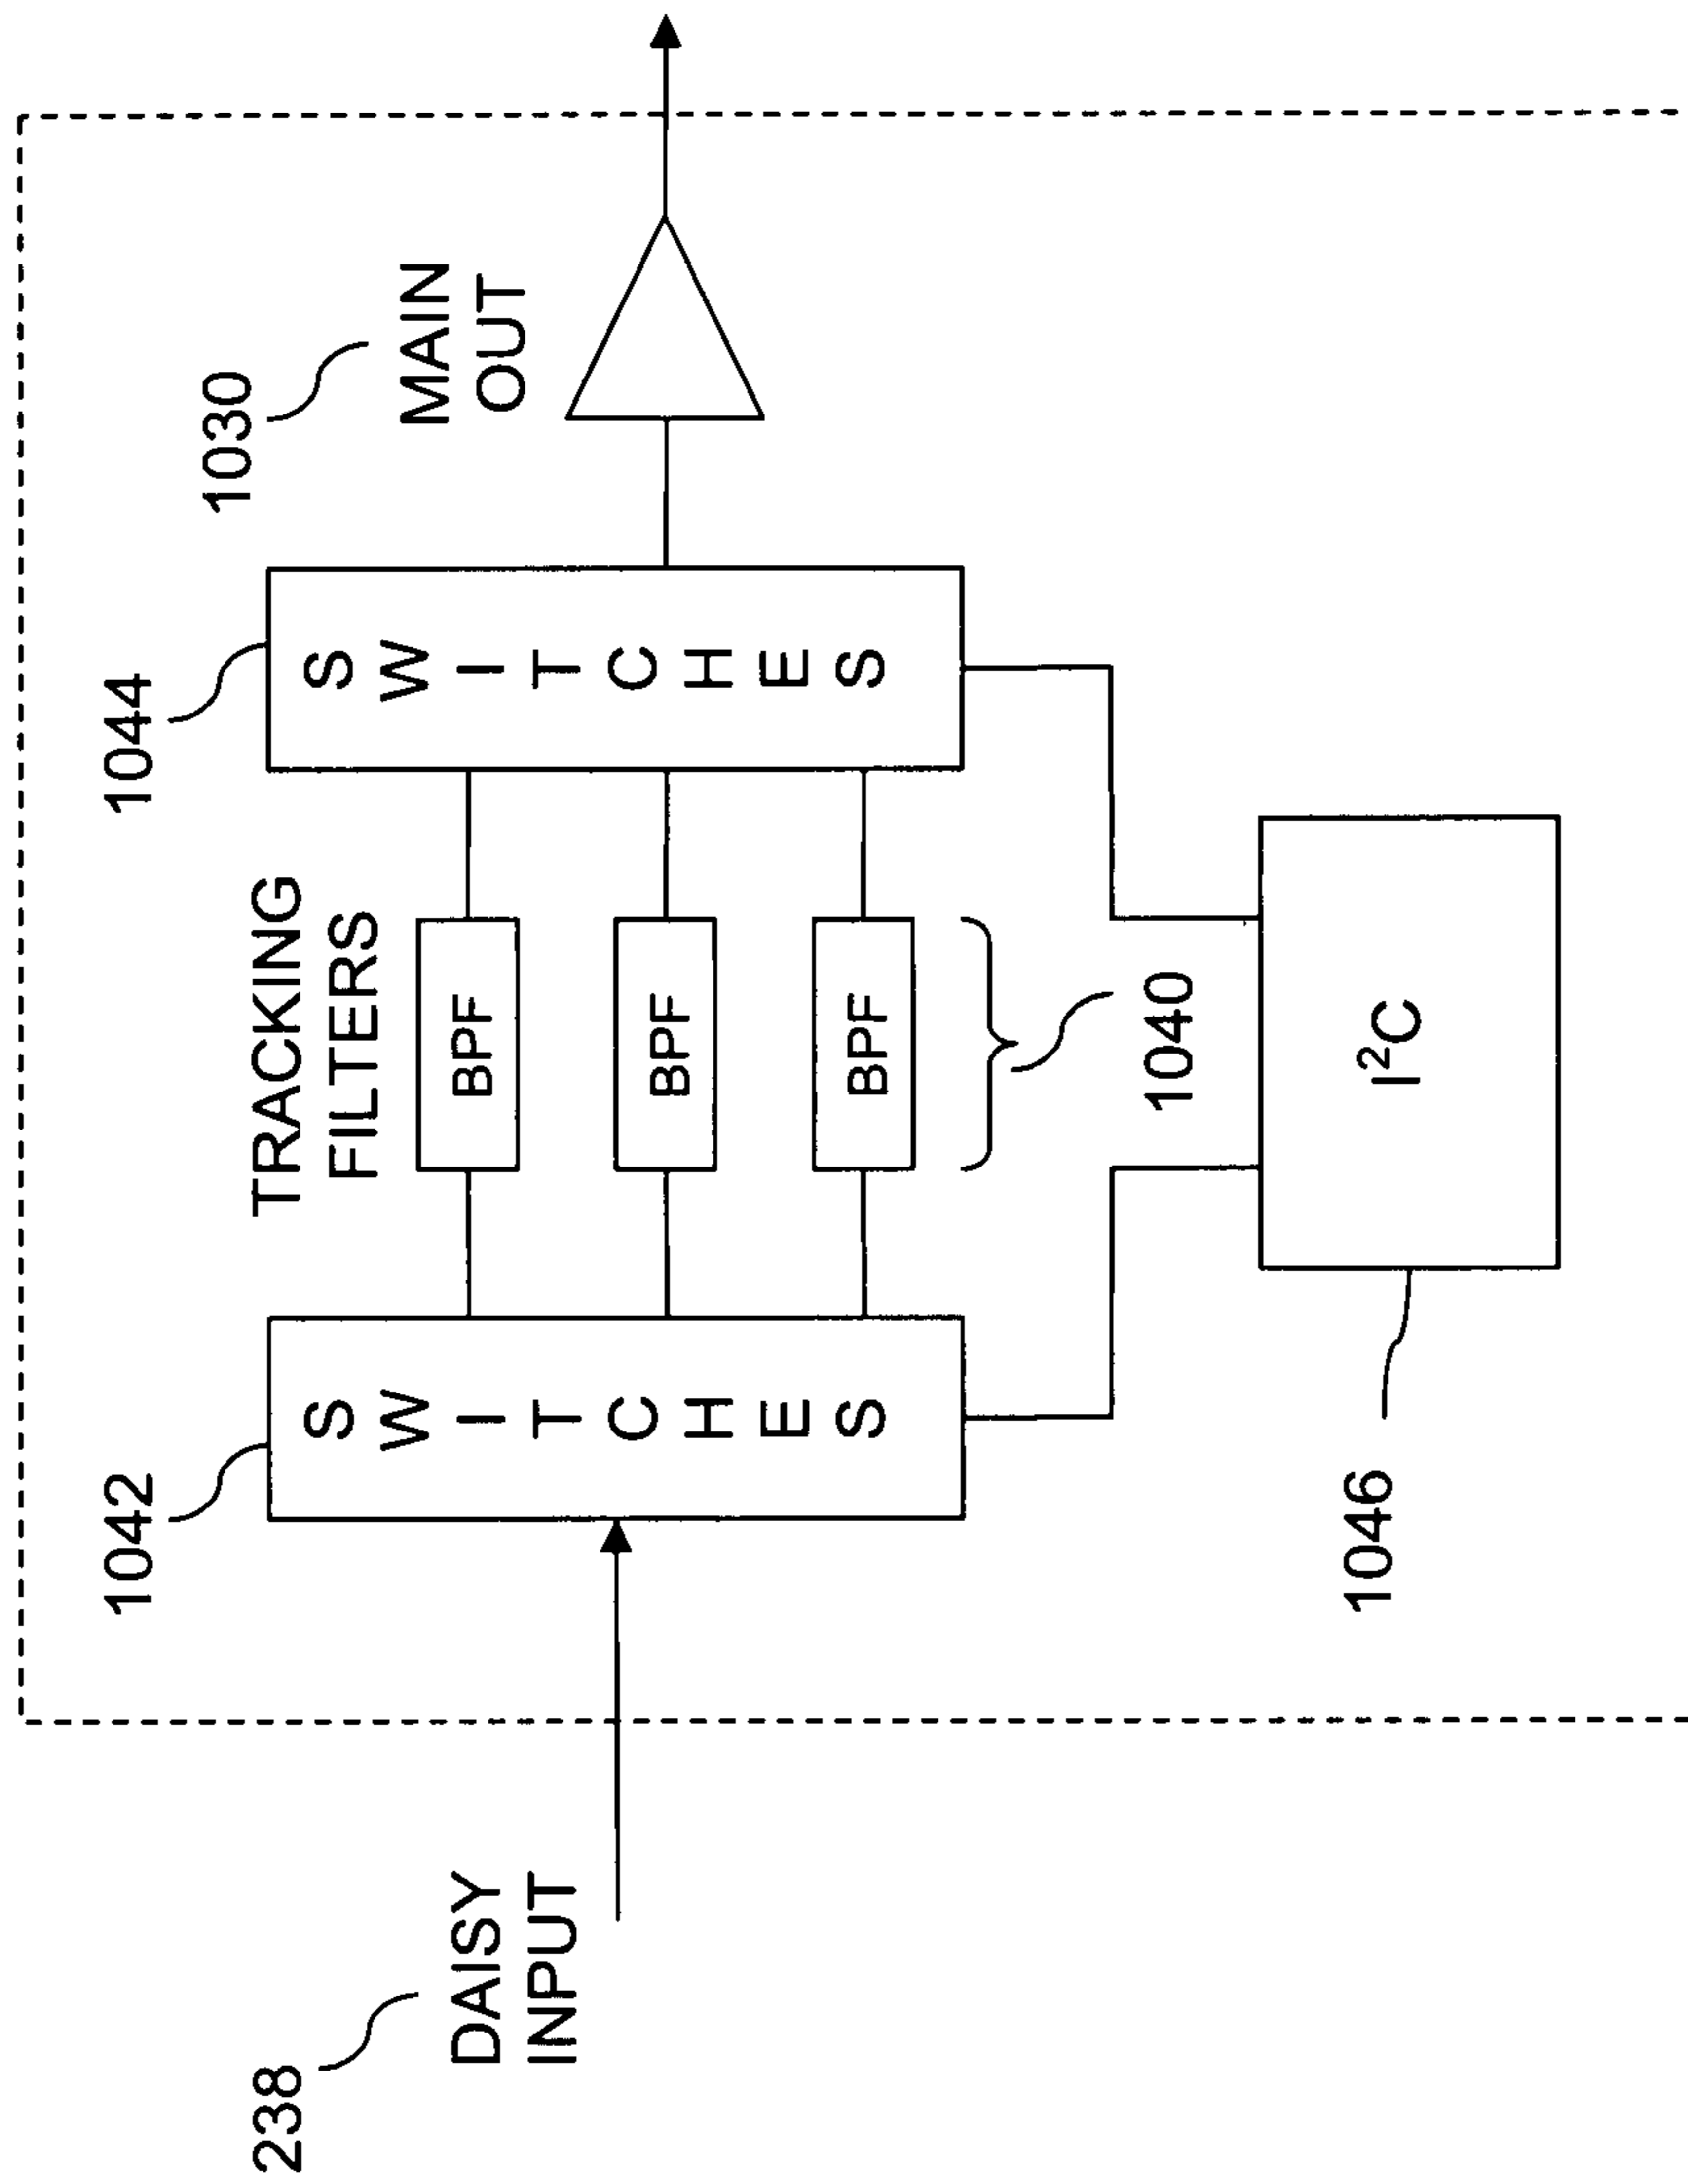 238
DAISY
INPUT
1042
SWITCHES
TRACKING
FILTERS
BPF
BPF
BPF
1040
1044
SWITCHES
1030
MAIN
OUT
1046
I²C